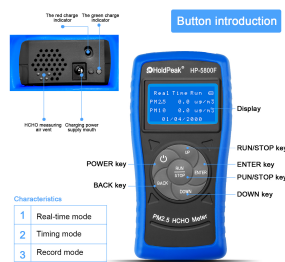 The red charge
indicator
The green charge
indicator
Button introduction
HCHO measuring
air vent
Charging power
supply mouth
HoldPeak® HP-5800F
Real Time Run
PM2.5 0.0 ug/m3
PM10 0.0 ug/m3
01/04/2000
Display
UP
RUN
STOP
ENTER
BACK
DOWN
POWER key
BACK key
RUN/STOP key
ENTER key
PUN/STOP key
DOWN key
PM2.5 HCHO Meter
Characteristics
1 Real-time mode
2 Timing mode
3 Record mode